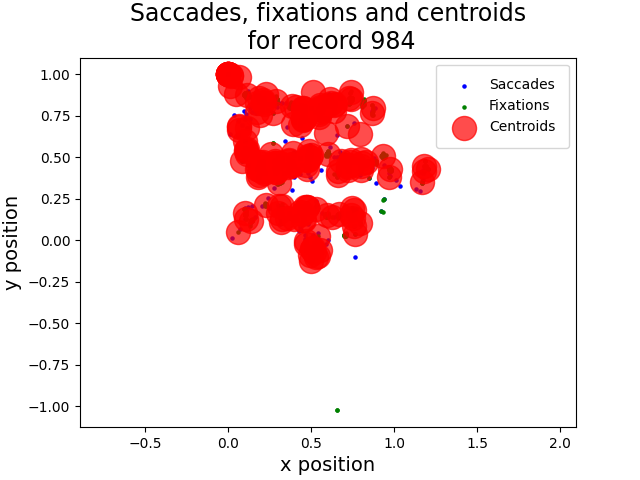 Saccades, fixations and centroids
for record 984
Saccades
Fixations
Centroids
1.00
0.75
0.50
0.25
0.00
−0.25
−0.50
−0.75
−1.00
y position
−0.5
0.0
0.5
1.0
1.5
2.0
x position